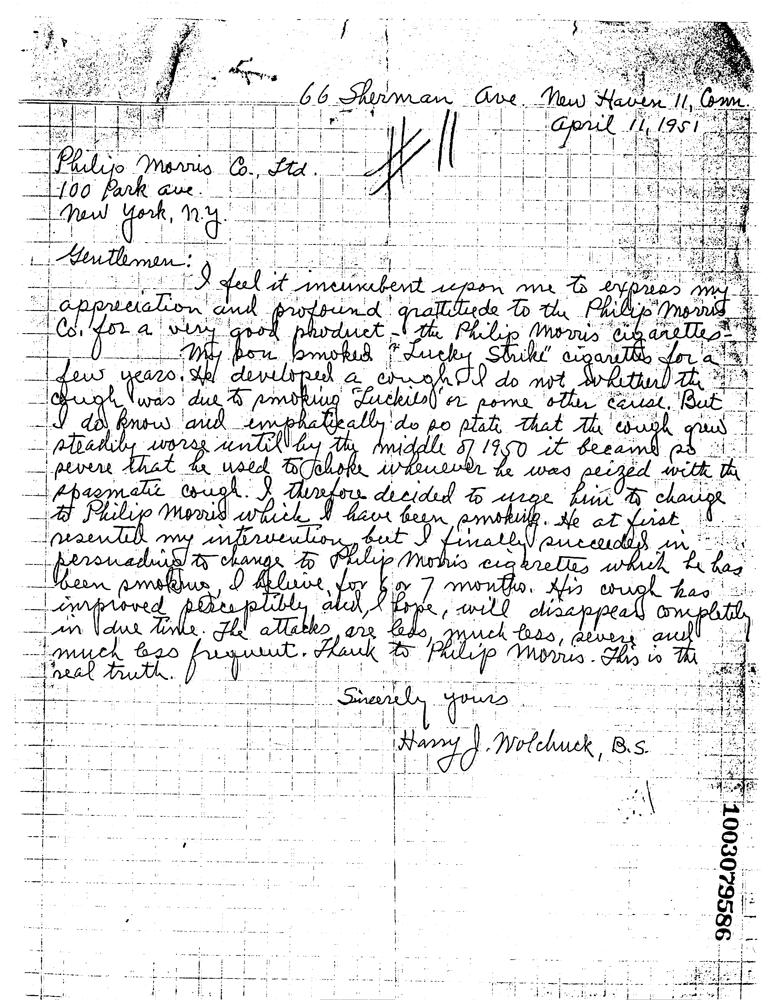 66 Sherman Ave. New Haven 11, Conn.
April 11, 1951
# 11
Philip Morris Co., Ltd.
100 Park Ave.
New York, N.Y.
Gentlemen:
I feel it incumbent upon me to express my
appreciation and profound grattitude to the Philip Morris
Co. for a very good product - the Philip Morris cigarettes -
My son smoked "Lucky Strike" cigarettes for a
few years. He developed a cough. I do not whether the
cough was due to smoking "Luckies" or some other cause. But
I do know and emphatically do so state that the cough grew
steadily worse until by the middle of 1950 it became so
severe that he used to choke whenever he was seized with the
spasmatic cough. I therefore decided to urge him to change
to Philip Morris which I have been smoking. He at first
resented my intervention but I finally succeeded in
persuading to change to Philip Morris cigarettes which he has
been smoking, I believe, for 6 or 7 months. His cough has
improved perceptibly and, I hope, will disappear completely
in due time. The attacks are less, much less, severe and
much less frequent. Thank to Philip Morris. This is the
real truth.
Sincerely yours
Harry J. Wolchuck, B.S.
1003079586